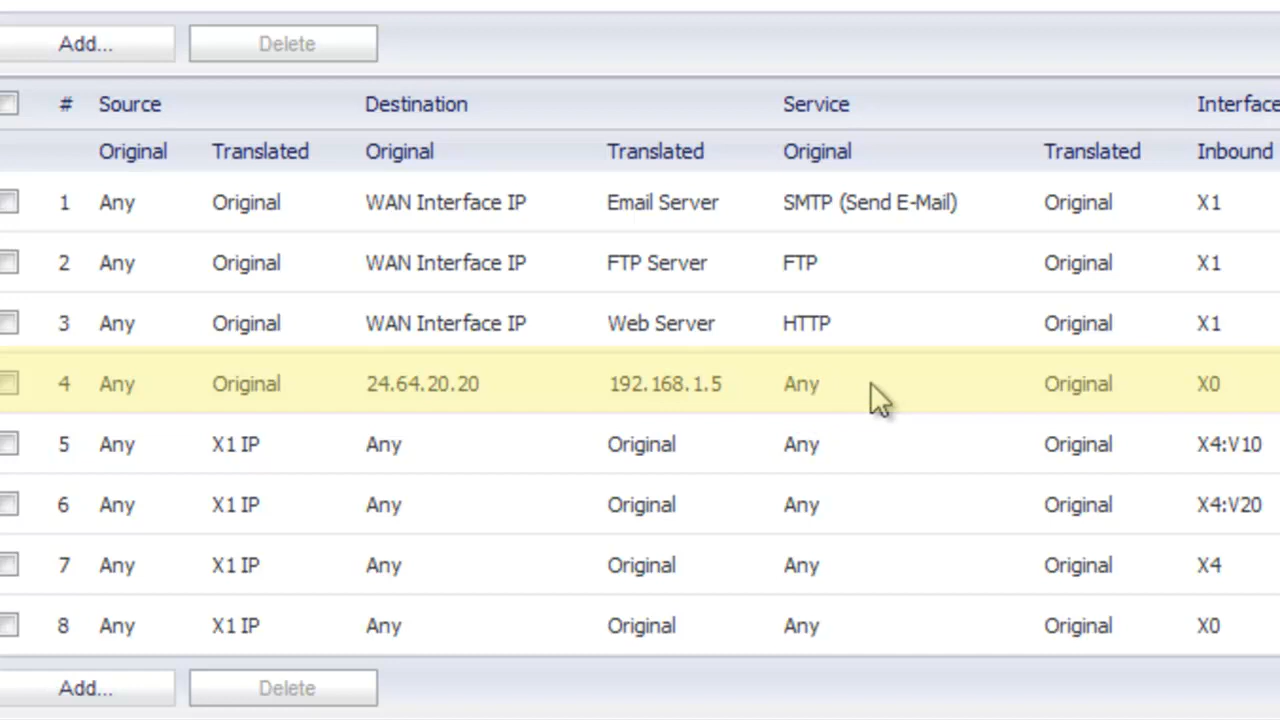 Add... Delete
# Source Destination Service Interface
Original Translated Original Translated Original Translated Inbound
1 Any Original WAN Interface IP Email Server SMTP (Send E-Mail) Original X1
2 Any Original WAN Interface IP FTP Server FTP Original X1
3 Any Original WAN Interface IP Web Server HTTP Original X1
4 Any Original 24.64.20.20 192.168.1.5 Any Original X0
5 Any X1 IP Any Original Any Original X4:V10
6 Any X1 IP Any Original Any Original X4:V20
7 Any X1 IP Any Original Any Original X4
8 Any X1 IP Any Original Any Original X0
Add... Delete